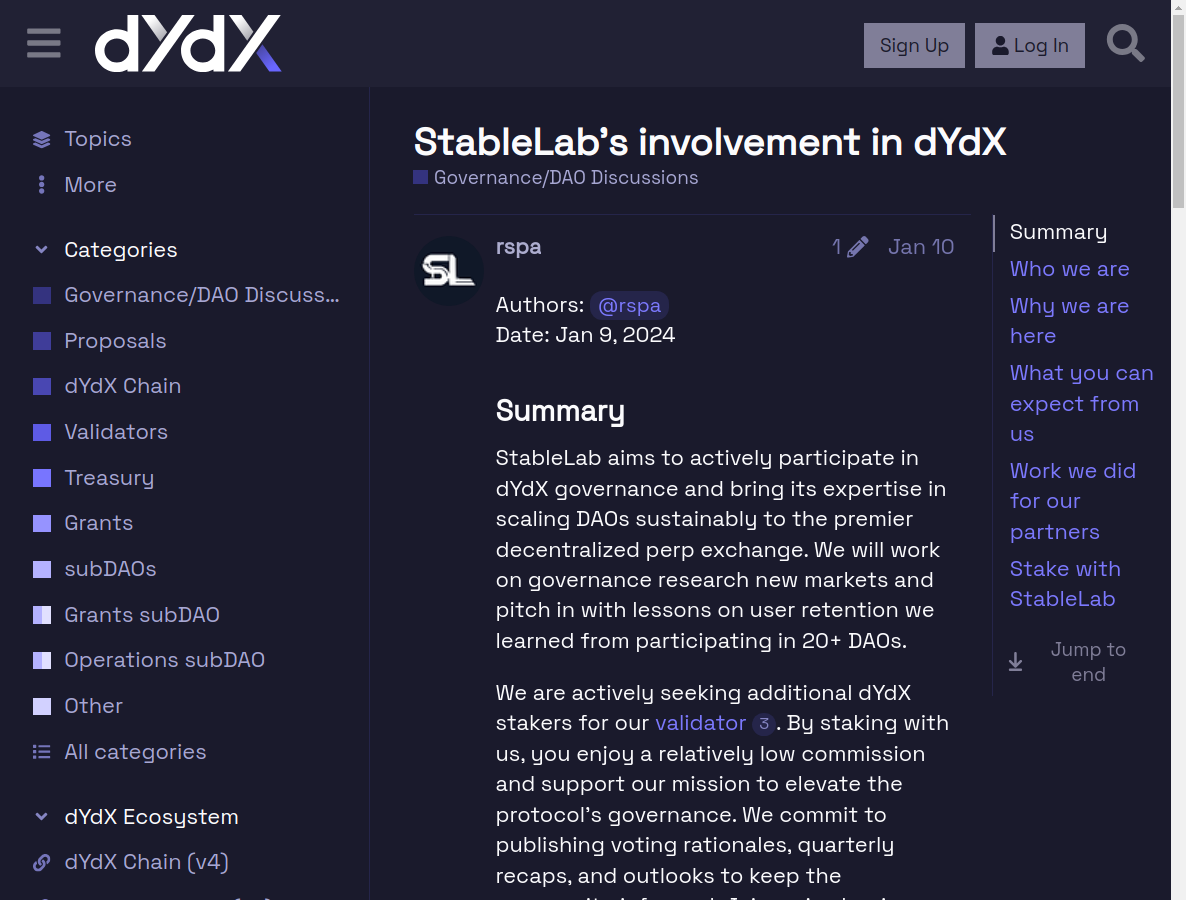 dYdX
Sign Up
Log In
Topics
More
Categories
Governance/DAO Discuss...
Proposals
dYdX Chain
Validators
Treasury
Grants
subDAOs
Grants subDAO
Operations subDAO
Other
All categories
dYdX Ecosystem
dYdX Chain (v4)
StableLab's involvement in dYdX
Governance/DAO Discussions
SL
rspa
1
Jan 10
Authors: @rspa
Date: Jan 9, 2024
Summary
StableLab aims to actively participate in
dYdX governance and bring its expertise in
scaling DAOs sustainably to the premier
decentralized perp exchange. We will work
on governance research new markets and
pitch in with lessons on user retention we
learned from participating in 20+ DAOs.
We are actively seeking additional dYdX
stakers for our validator 3. By staking with
us, you enjoy a relatively low commission
and support our mission to elevate the
protocol's governance. We commit to
publishing voting rationales, quarterly
recaps, and outlooks to keep the
Summary
Who we are
Why we are
here
What you can
expect from
us
Work we did
for our
partners
Stake with
StableLab
Jump to
end